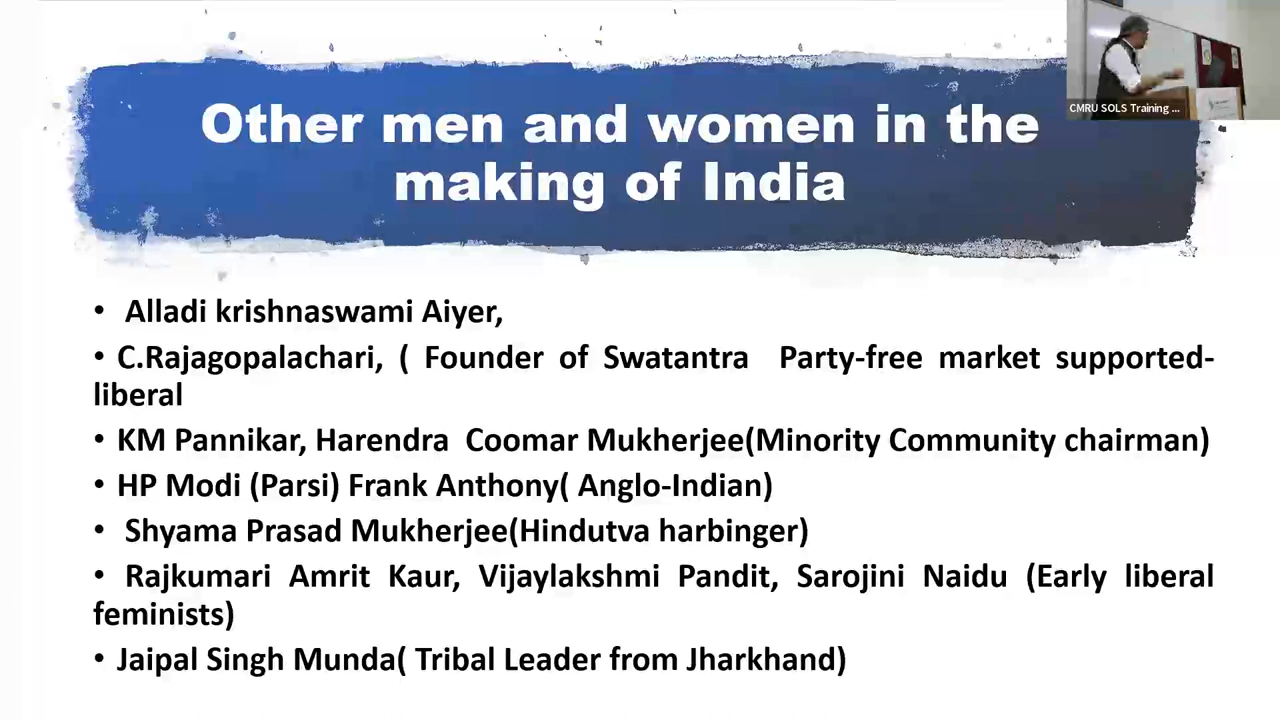 Other men and women in the
making of India
CMRU SOLS Training ...
• Alladi krishnaswami Aiyer,
• C.Rajagopalachari, ( Founder of Swatantra Party-free market supported-
liberal
• KM Pannikar, Harendra Coomar Mukherjee(Minority Community chairman)
• HP Modi (Parsi) Frank Anthony( Anglo-Indian)
• Shyama Prasad Mukherjee(Hindutva harbinger)
• Rajkumari Amrit Kaur, Vijaylakshmi Pandit, Sarojini Naidu (Early liberal
feminists)
• Jaipal Singh Munda( Tribal Leader from Jharkhand)